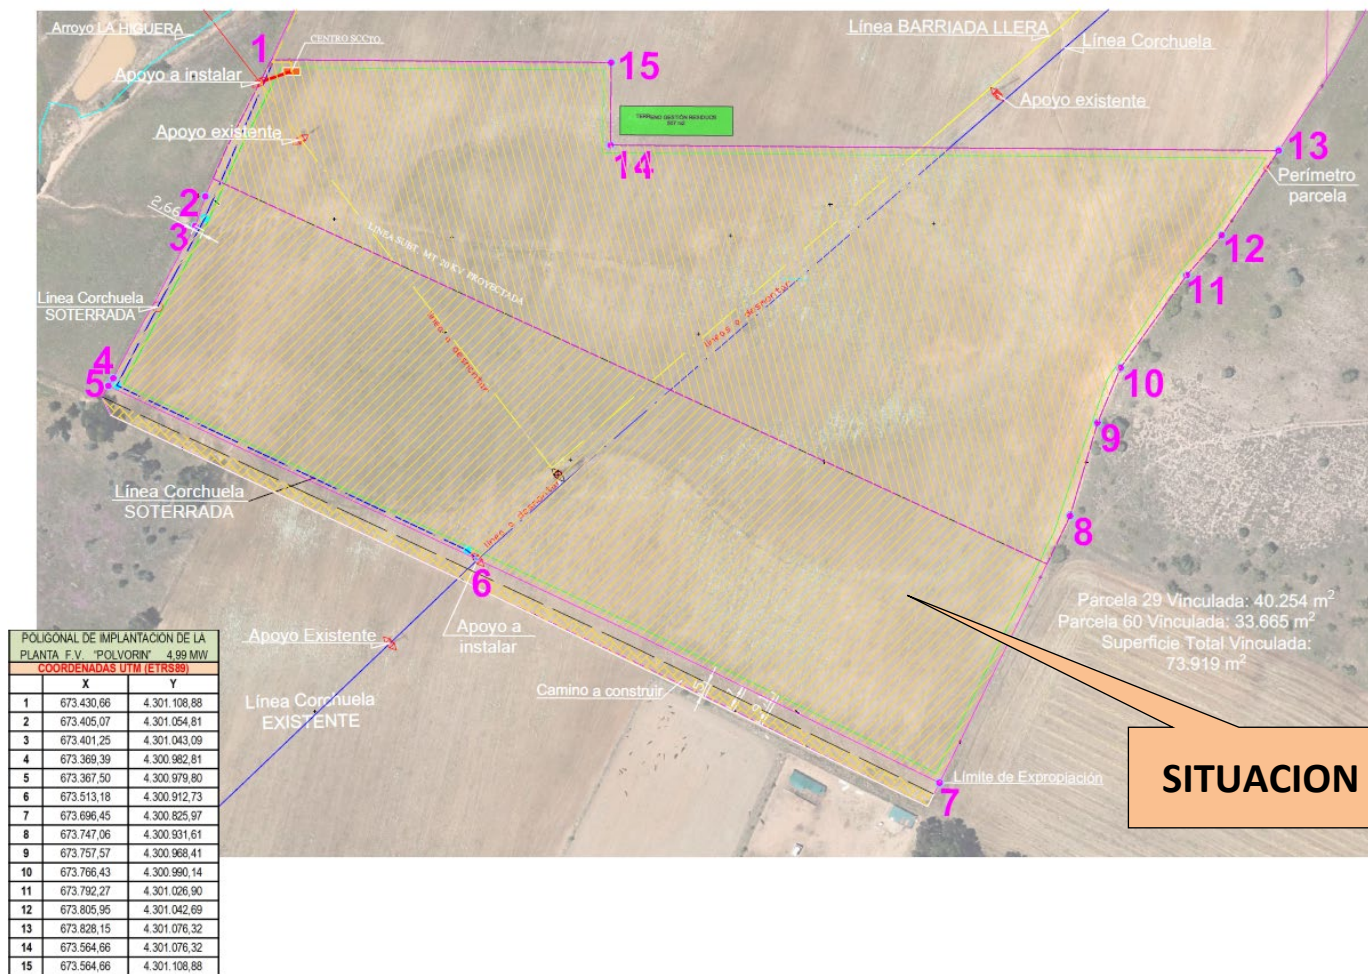 Arroyo LA HIGUERA
1
CENTRO SCCTO.
Apoyo a instalar
Apoyo existente
15
TERRENO GESTIÓN RESIDUOS
Línea BARRIADA LLERA
Línea Corchuela
Apoyo existente
14
13
Perímetro
parcela
2
2,66
3
12
11
LINEA SUBT. MT 20 KV PROYECTADA
Línea Corchuela
SOTERRADA
línea a desmontar
líneas a desmontar
4
5
10
9
Línea Corchuela
SOTERRADA
línea a desmontar
8
6
Apoyo a
instalar
Apoyo Existente
Línea Corchuela
EXISTENTE
Camino a construir
7
Límite de Expropiación
Parcela 29 Vinculada: 40.254 m²
Parcela 60 Vinculada: 33.665 m²
Superficie Total Vinculada:
73.919 m²
SITUACION
POLIGONAL DE IMPLANTACIÓN DE LA
PLANTA F.V. "POLVORIN" 4,99 MW
COORDENADAS UTM (ETRS89)
X Y
1 673.430,66 4.301.108,88
2 673.405,07 4.301.054,81
3 673.401,25 4.301.043,09
4 673.369,39 4.300.982,81
5 673.367,50 4.300.979,80
6 673.513,18 4.300.912,73
7 673.696,45 4.300.825,97
8 673.747,06 4.300.931,61
9 673.757,57 4.300.968,41
10 673.766,43 4.300.990,14
11 673.792,27 4.301.026,90
12 673.805,95 4.301.042,69
13 673.828,15 4.301.076,32
14 673.564,66 4.301.076,32
15 673.564,66 4.301.108,88